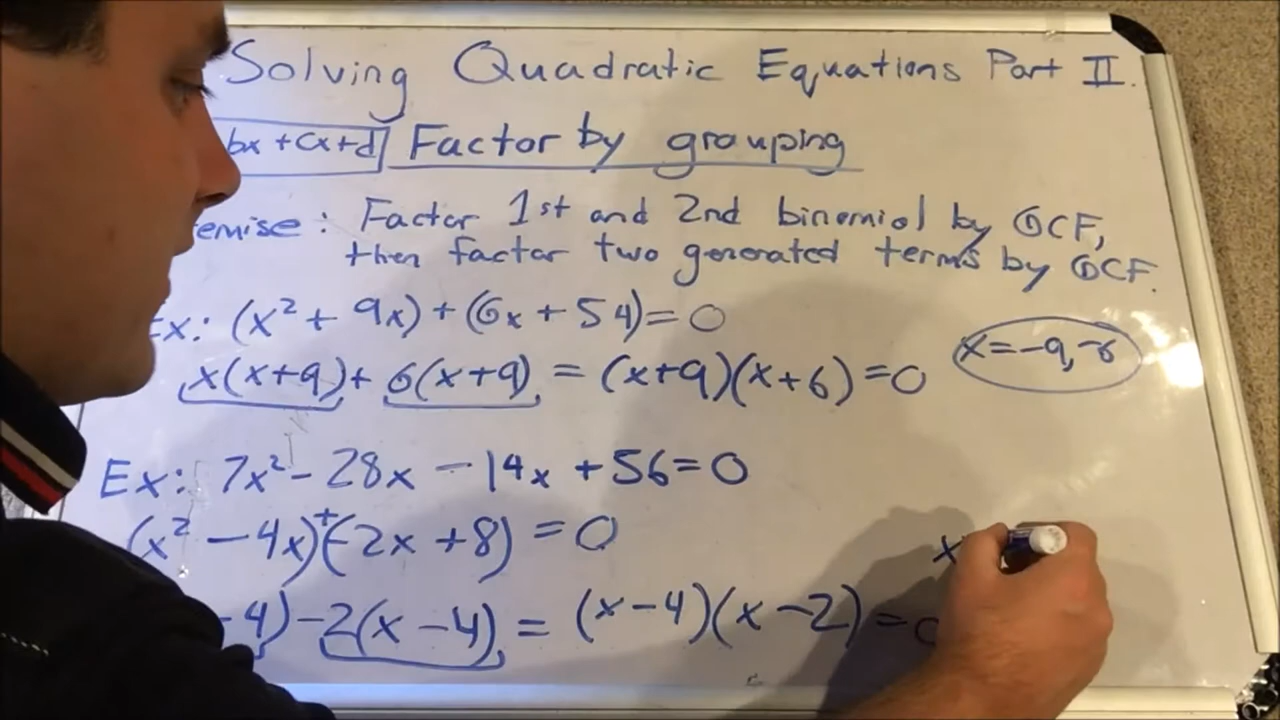 Solving Quadratic Equations Part II.
bx + cx + d Factor by grouping
emise: Factor 1st and 2nd binomial by GCF,
then factor two generated terms by GCF.
Ex: (x² + 9x) + (6x + 54) = 0
x(x+9) + 6(x+9) = (x+9)(x+6) = 0
x = -9, -6
Ex: 7x² - 28x - 14x + 56 = 0
(x² - 4x) + (-2x + 8) = 0
x
-4) - 2(x - 4) = (x - 4)(x - 2) = 0